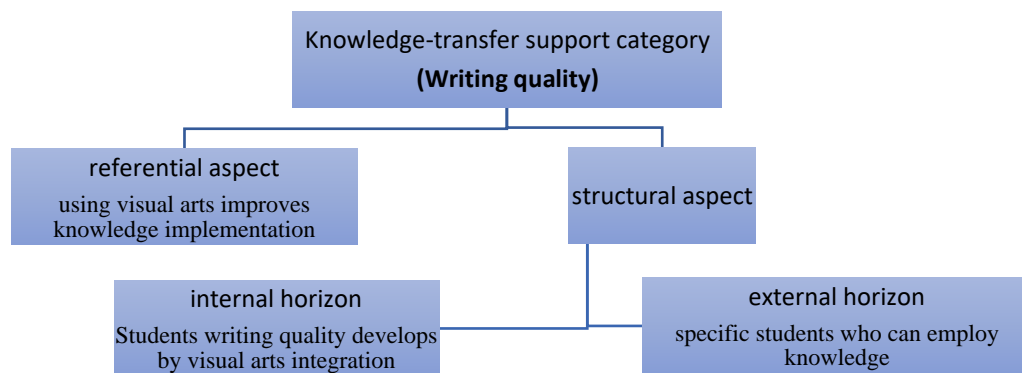 Knowledge-transfer support category
(Writing quality)
referential aspect
using visual arts improves
knowledge implementation
structural aspect
internal horizon
Students writing quality develops
by visual arts integration
external horizon
specific students who can employ
knowledge